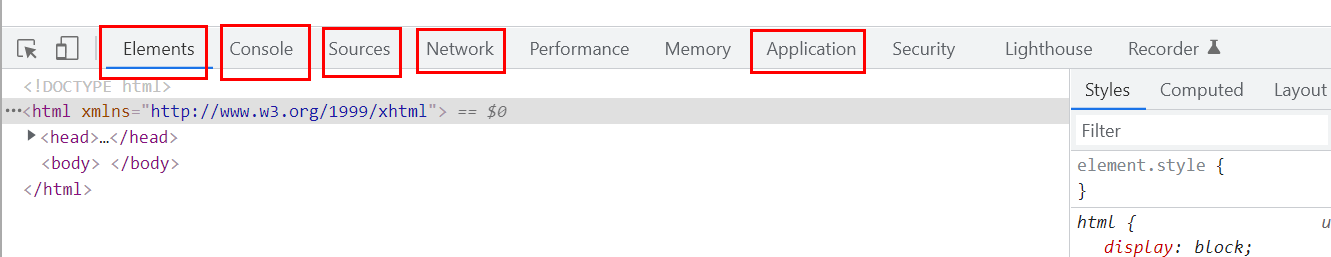 Elements Console Sources Network Performance Memory Application Security Lighthouse Recorder
<!DOCTYPE html>
Styles Computed Layout
⋯<html xmlns="http://www.w3.org/1999/xhtml"> == $0
Filter
▶<head>…</head>
<body> </body>
element.style {
</html>
}
html {
u
display: block;